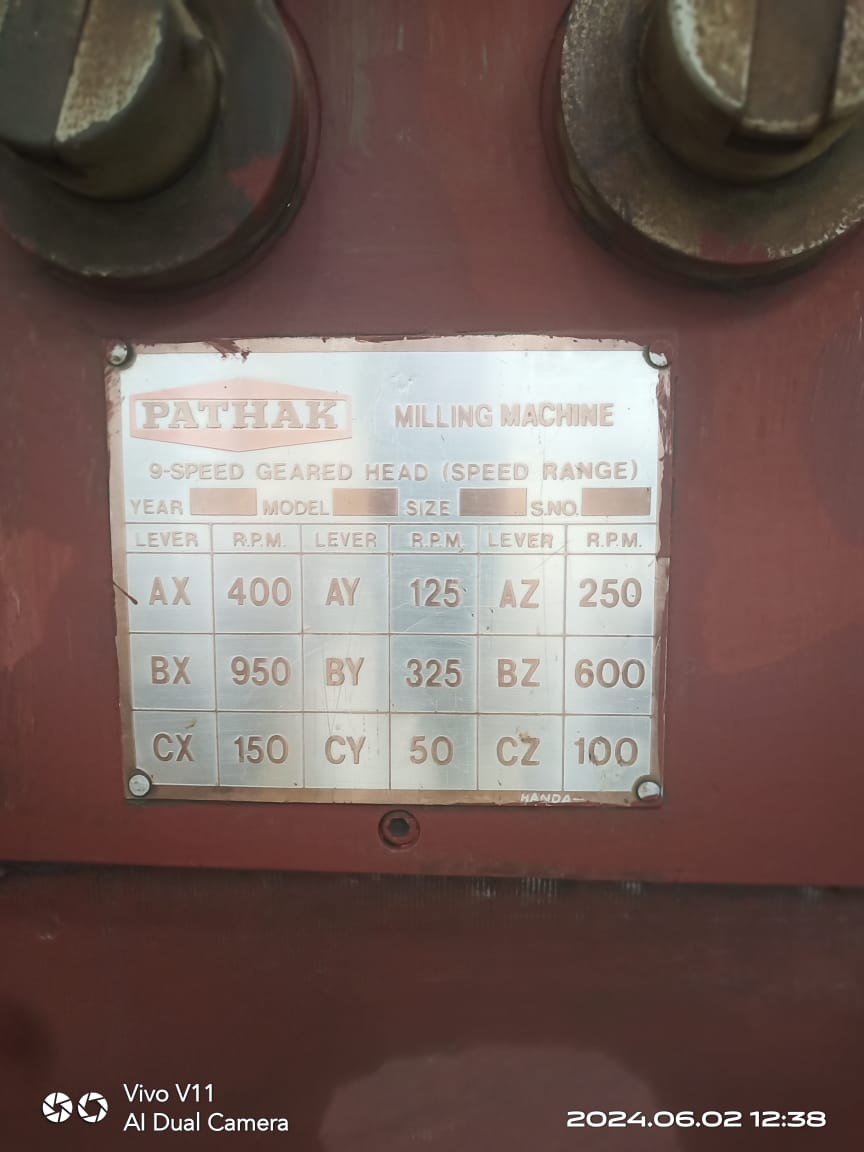 PATHAK MILLING MACHINE
9-SPEED GEARED HEAD (SPEED RANGE)
YEAR MODEL SIZE S.NO.
LEVER R.P.M. LEVER R.P.M. LEVER R.P.M.
AX 400 AY 125 AZ 250
BX 950 BY 325 BZ 600
CX 150 CY 50 CZ 100
HANDA
Vivo V11
AI Dual Camera 2024.06.02 12:38